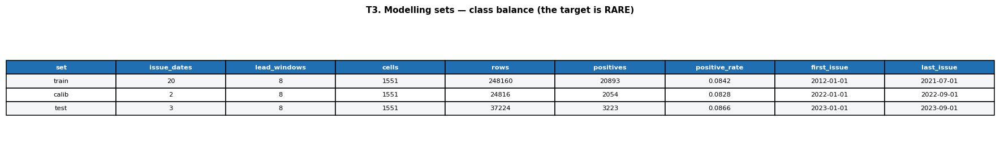 T3. Modelling sets — class balance (the target is RARE)
set issue_dates lead_windows cells rows positives positive_rate first_issue last_issue
train 20 8 1551 248160 20893 0.0842 2012-01-01 2021-07-01
calib 2 8 1551 24816 2054 0.0828 2022-01-01 2022-09-01
test 3 8 1551 37224 3223 0.0866 2023-01-01 2023-09-01